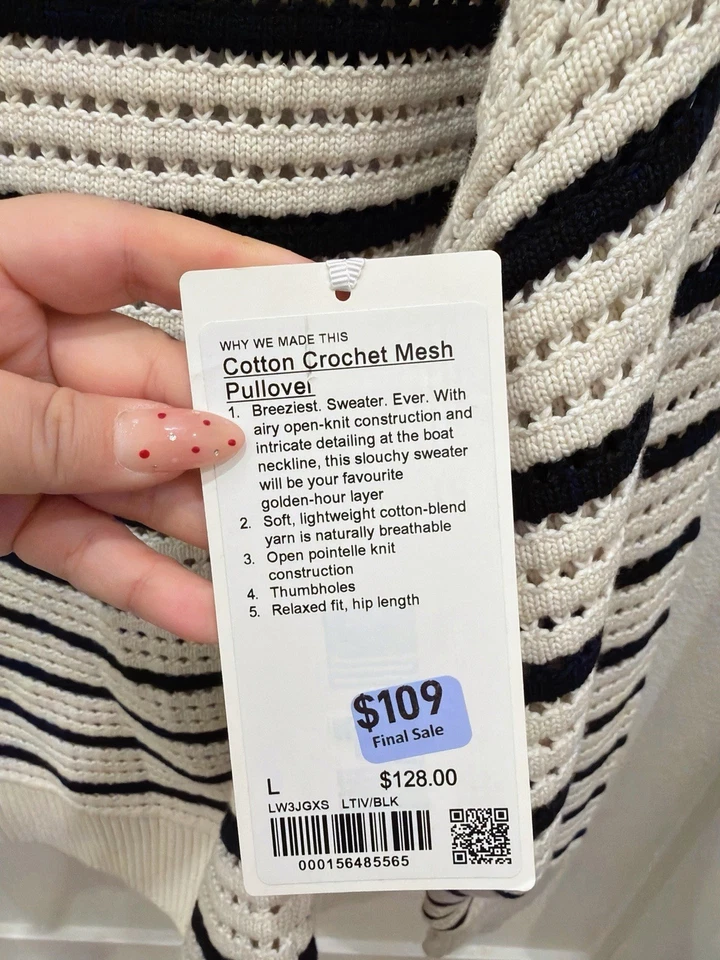 WHY WE MADE THIS
Cotton Crochet Mesh
Pullover
1. Breeziest. Sweater. Ever. With
airy open-knit construction and
intricate detailing at the boat
neckline, this slouchy sweater
will be your favourite
golden-hour layer
2. Soft, lightweight cotton-blend
yarn is naturally breathable
3. Open pointelle knit
construction
4. Thumbholes
5. Relaxed fit, hip length
$109
Final Sale
L $128.00
LW3JGXS LTIV/BLK
000156485565